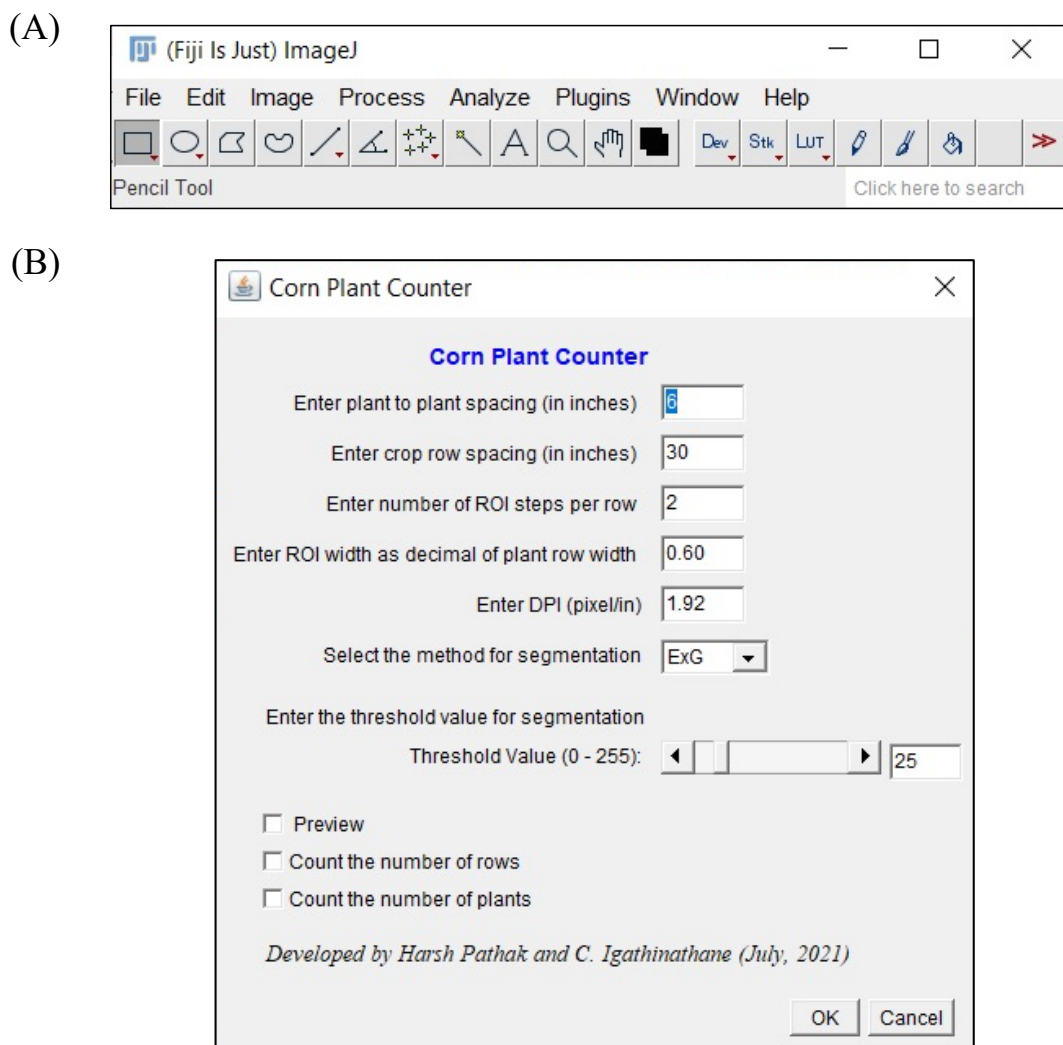 (A)
(Fiji Is Just) ImageJ
File Edit Image Process Analyze Plugins Window Help
A Dev Stk LUT
Pencil Tool Click here to search
(B)
Corn Plant Counter
Corn Plant Counter
Enter plant to plant spacing (in inches) 6
Enter crop row spacing (in inches) 30
Enter number of ROI steps per row 2
Enter ROI width as decimal of plant row width 0.60
Enter DPI (pixel/in) 1.92
Select the method for segmentation ExG
Enter the threshold value for segmentation
Threshold Value (0 - 255): 25
Preview
Count the number of rows
Count the number of plants
Developed by Harsh Pathak and C. Igathinathane (July, 2021)
OK Cancel